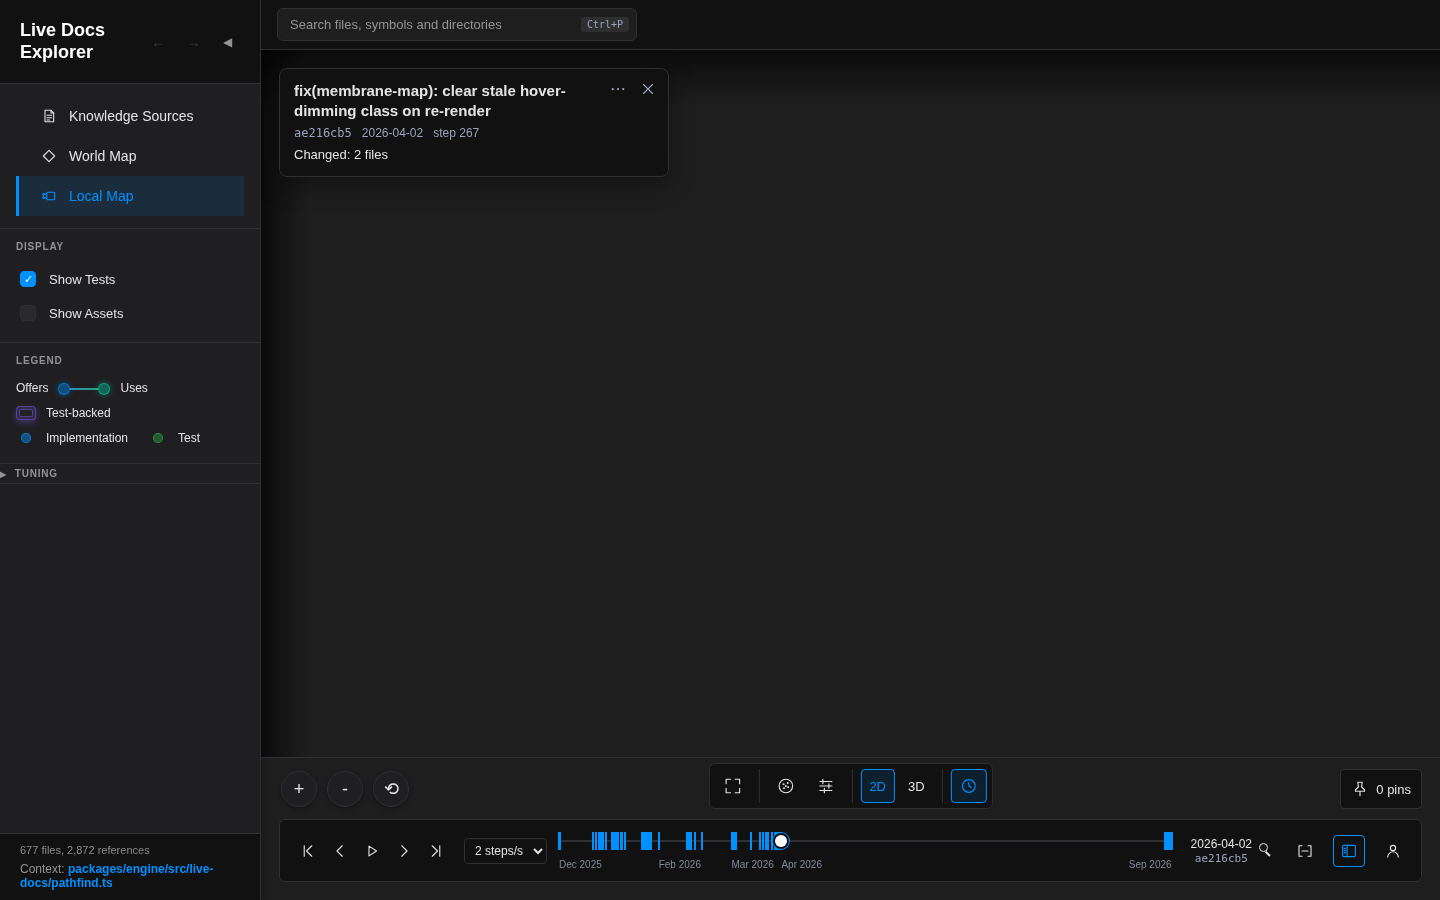 Live Docs
Explorer
Search files, symbols and directories
Ctrl+P
fix(membrane-map): clear stale hover-
dimming class on re-render
ae216cb5 2026-04-02 step 267
Changed: 2 files
Knowledge Sources
World Map
Local Map
DISPLAY
Show Tests
Show Assets
LEGEND
Offers Uses
Test-backed
Implementation Test
TUNING
677 files, 2,872 references
Context: packages/engine/src/live-
docs/pathfind.ts
+ - ⟲
2D 3D
0 pins
2 steps/s
Dec 2025 Feb 2026 Mar 2026 Apr 2026 Sep 2026
2026-04-02
ae216cb5